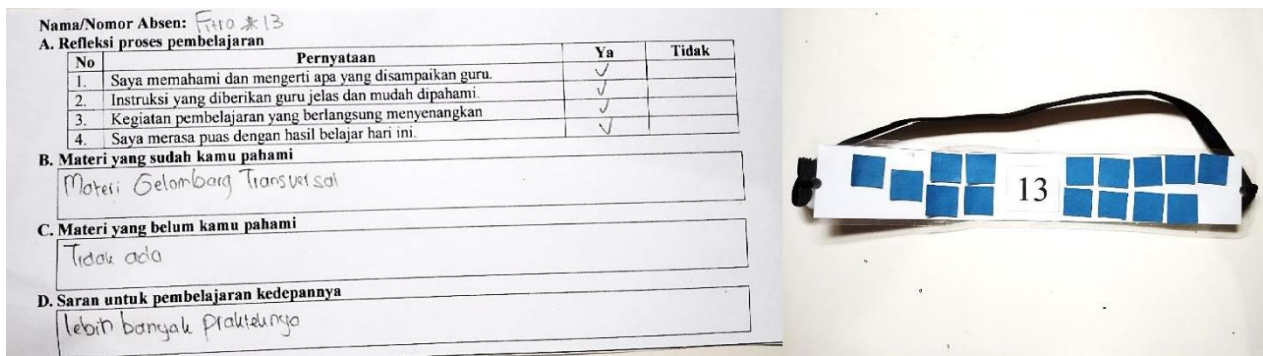 Nama/Nomor Absen: Fitra * 13
A. Refleksi proses pembelajaran
No Pernyataan Ya Tidak
1. Saya memahami dan mengerti apa yang disampaikan guru. ✓
2. Instruksi yang diberikan guru jelas dan mudah dipahami. ✓
3. Kegiatan pembelajaran yang berlangsung menyenangkan ✓
4. Saya merasa puas dengan hasil belajar hari ini. ✓
B. Materi yang sudah kamu pahami
Materi Gelombang Transversal
C. Materi yang belum kamu pahami
Tidak ada
D. Saran untuk pembelajaran kedepannya
lebih banyak prakteknya
13